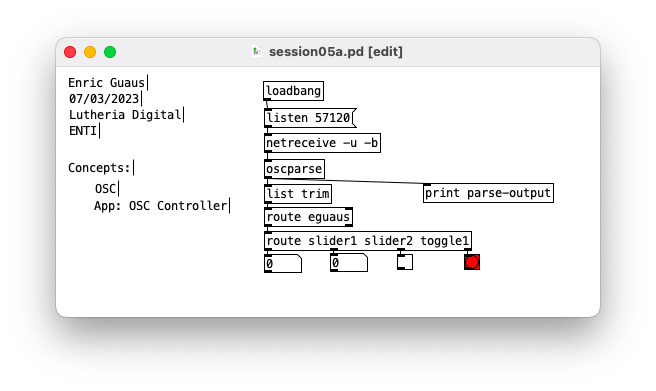 session05a.pd [edit]
Enric Guaus
07/03/2023
Lutheria Digital
ENTI
Concepts:
OSC
App: OSC Controller
loadbang
listen 57120
netreceive -u -b
oscparse
list trim
print parse-output
route eguaus
route slider1 slider2 toggle1
0
0